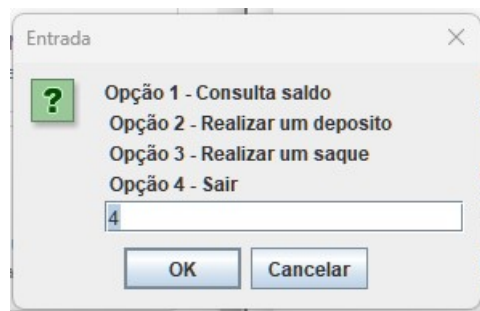 Entrada
Opção 1 - Consulta saldo
Opção 2 - Realizar um deposito
Opção 3 - Realizar um saque
Opção 4 - Sair
4
OK Cancelar